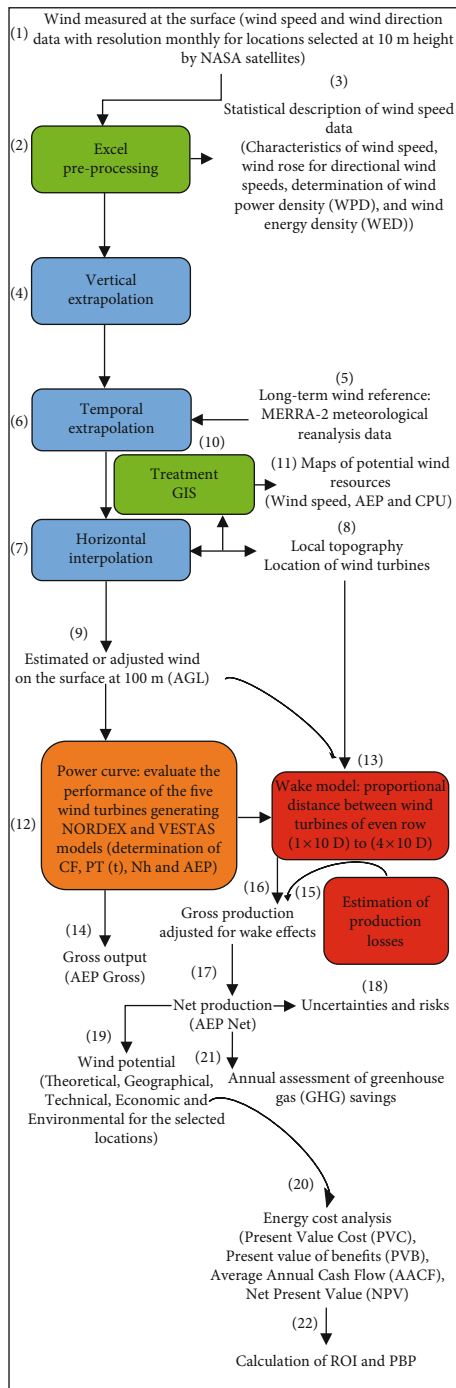 Wind measured at the surface (wind speed and wind direction
(1) data with resolution monthly for locations selected at 10 m height
by NASA satellites)
(3)
Statistical description of wind speed
data
(Characteristics of wind speed,
wind rose for directional wind
speeds, determination of wind
power density (WPD), and wind
energy density (WED))
(2)
Excel
pre-processing
(4)
Vertical
extrapolation
(5)
Long-term wind reference:
MERRA-2 meteorological
reanalysis data
(6)
Temporal
extrapolation
(10)
Treatment
GIS
(11) Maps of potential wind
resources
(Wind speed, AEP and CPU)
(7)
Horizontal
interpolation
(8)
Local topography
Location of wind turbines
(9)
Estimated or adjusted wind
on the surface at 100 m (AGL)
(12)
Power curve: evaluate the
performance of the five
wind turbines generating
NORDEX and VESTAS
models (determination of
CF, PT (t), Nh and AEP)
(13)
Wake model: proportional
distance between wind
turbines of even row
(1×10 D) to (4×10 D)
(14)
Gross output
(AEP Gross)
(16)
(15)
Estimation of
production
losses
Gross production
adjusted for wake effects
(17)
Net production
(AEP Net)
(18)
Uncertainties and risks
(19)
Wind potential
(Theoretical, Geographical,
Technical, Economic and
Environmental for the selected
locations)
(21)
Annual assessment of greenhouse
gas (GHG) savings
(20)
Energy cost analysis
(Present Value Cost (PVC),
Present value of benefits (PVB),
Average Annual Cash Flow (AACF),
Net Present Value (NPV)
(22)
Calculation of ROI and PBP